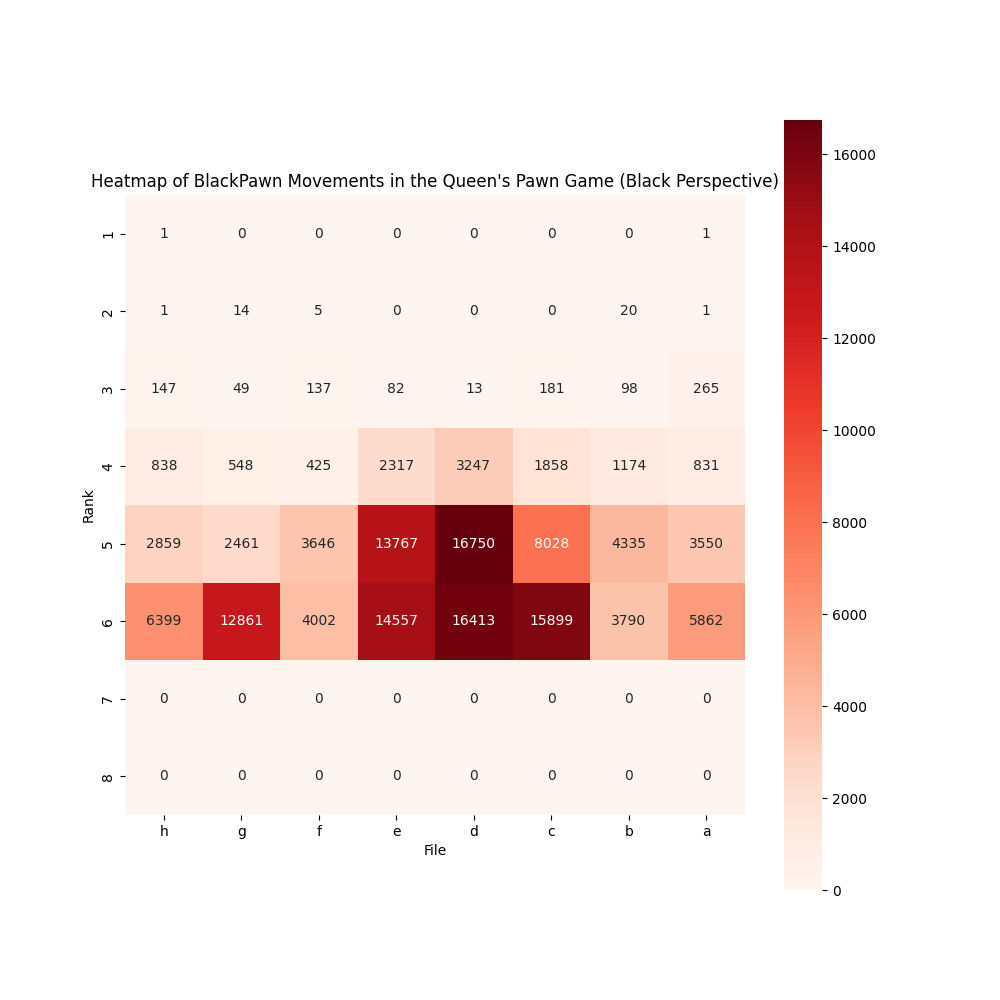 Heatmap of BlackPawn Movements in the Queen's Pawn Game (Black Perspective)
1 1 0 0 0 0 0 0 1
2 1 14 5 0 0 0 20 1
3 147 49 137 82 13 181 98 265
4 838 548 425 2317 3247 1858 1174 831
5 2859 2461 3646 13767 16750 8028 4335 3550
6 6399 12861 4002 14557 16413 15899 3790 5862
7 0 0 0 0 0 0 0 0
8 0 0 0 0 0 0 0 0
h g f e d c b a
File
Rank
16000
14000
12000
10000
8000
6000
4000
2000
0